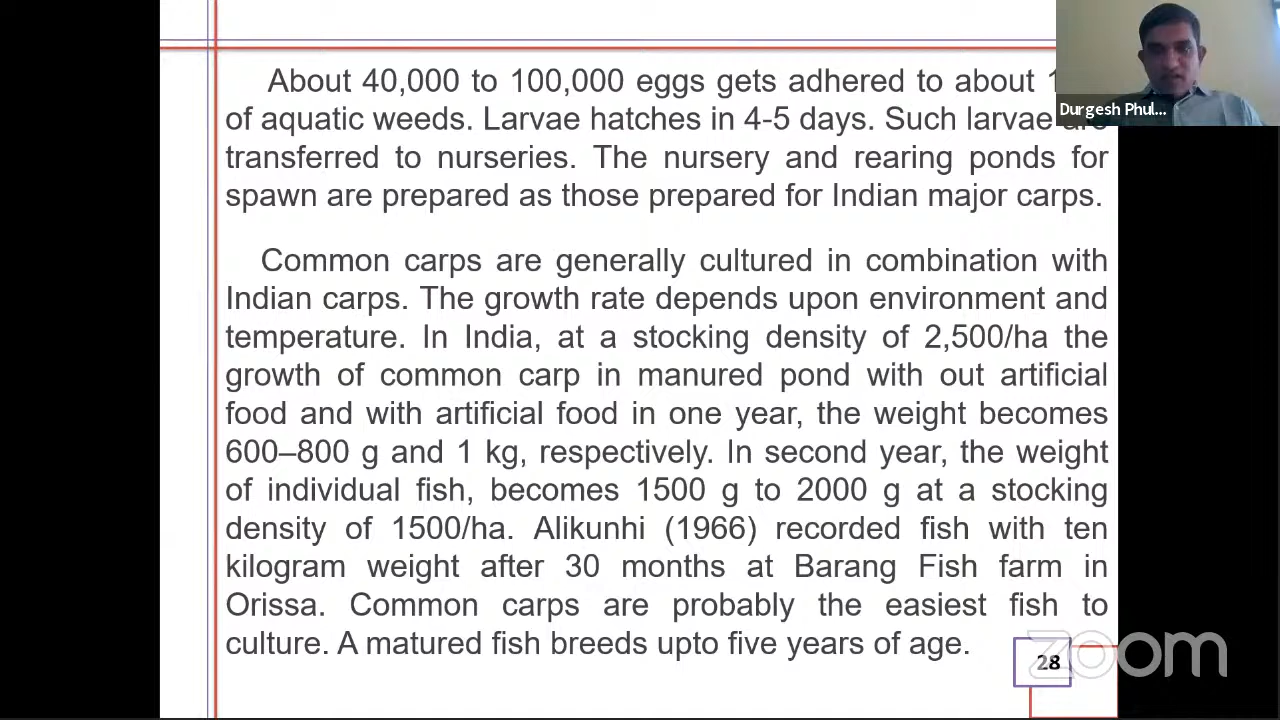 About 40,000 to 100,000 eggs gets adhered to about
of aquatic weeds. Larvae hatches in 4-5 days. Such larvae are
transferred to nurseries. The nursery and rearing ponds for
spawn are prepared as those prepared for Indian major carps.
Common carps are generally cultured in combination with
Indian carps. The growth rate depends upon environment and
temperature. In India, at a stocking density of 2,500/ha the
growth of common carp in manured pond with out artificial
food and with artificial food in one year, the weight becomes
600–800 g and 1 kg, respectively. In second year, the weight
of individual fish, becomes 1500 g to 2000 g at a stocking
density of 1500/ha. Alikunhi (1966) recorded fish with ten
kilogram weight after 30 months at Barang Fish farm in
Orissa. Common carps are probably the easiest fish to
culture. A matured fish breeds upto five years of age.
28
zoom
Durgesh Phul...